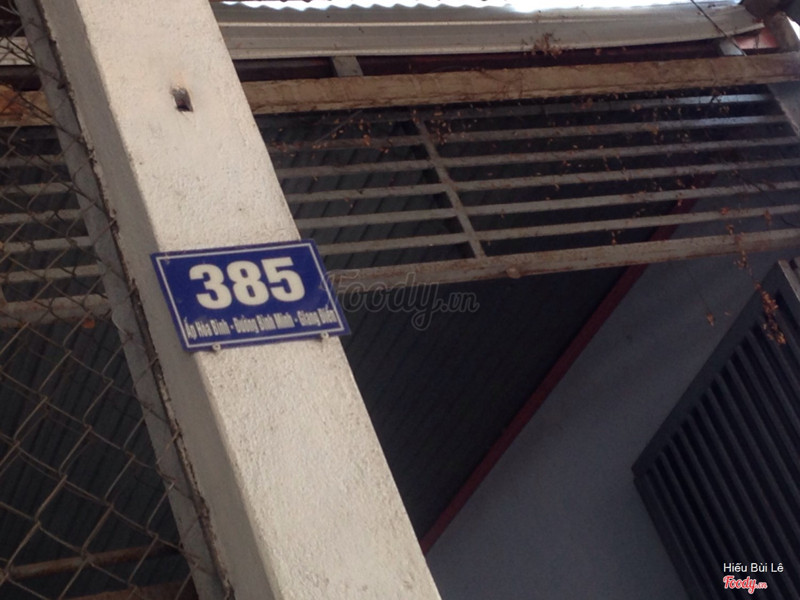 385
Ấp Hòa Bình - Đường Bình Minh - Giang Điền
Foody.vn
Hiếu Bùi Lê
Foody.vn